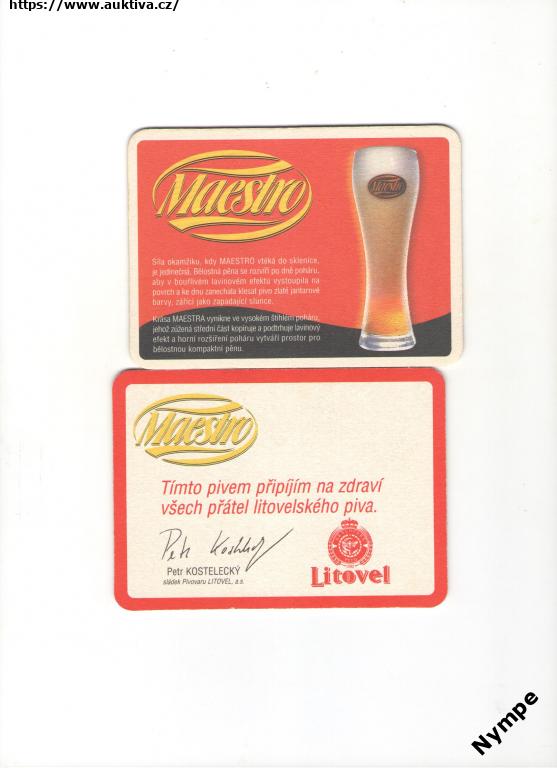 https://www.auktiva.cz/
Maestro
Maestro
Síla okamžiku, kdy MAESTRO vtéká do sklenice,
je jedinečná. Bělostná pěna se rozvíří po dně poháru,
aby v bouřlivém lavinovém efektu vystoupila na
povrch a ke dnu zanechala klesat pivo zlaté jantarové
barvy, zářící jako zapadající slunce.
Krása MAESTRA vynikne ve vysokém štíhlém poháru,
jehož zúžená střední část kopíruje a podtrhuje lavinový
efekt a horní rozšíření poháru vytváří prostor pro
bělostnou kompaktní pěnu.
Maestro
Tímto pivem připíjím na zdraví
všech přátel litovelského piva.
Petr KOSTELECKÝ
sládek Pivovaru LITOVEL, a.s.
Litovel
Nympe